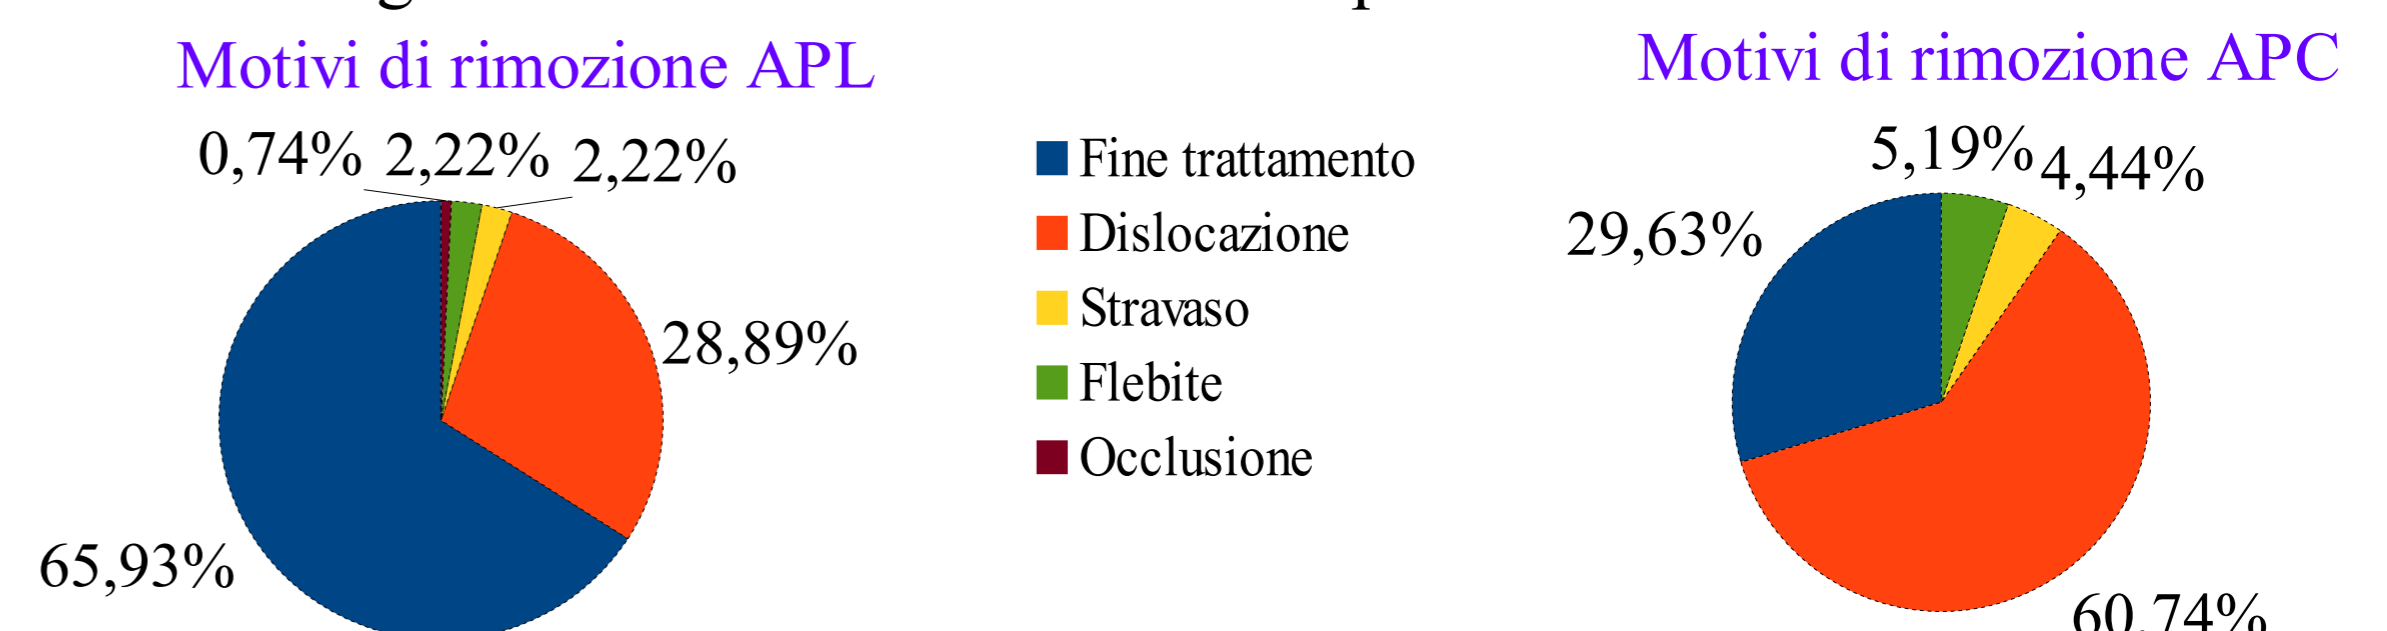 Motivi di rimozione APL
0,74% 2,22% 2,22%
28,89%
65,93%
Fine trattamento
Dislocazione
Stravaso
Flebite
Occlusione
Motivi di rimozione APC
5,19% 4,44%
29,63%
60,74%